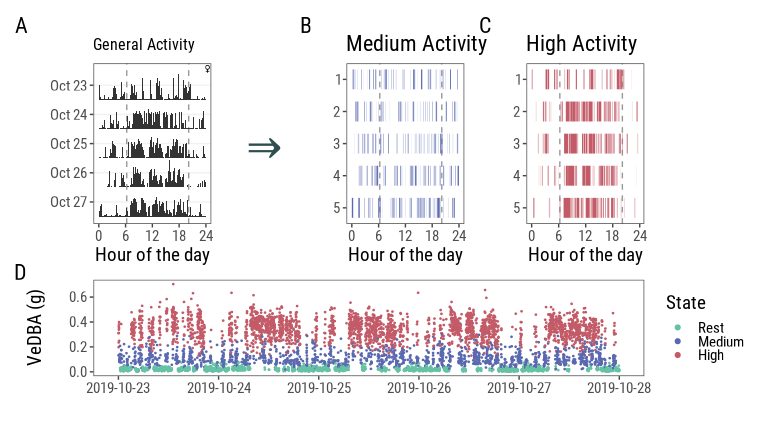 A
B
C
General Activity
Medium Activity
High Activity
♀
Oct 23
Oct 24
Oct 25
Oct 26
Oct 27
0 6 12 18 24
Hour of the day
⇒
1
2
3
4
5
0 6 12 18 24
Hour of the day
1
2
3
4
5
0 6 12 18 24
Hour of the day
D
VeDBA (g)
0.6
0.4
0.2
0.0
2019-10-23 2019-10-24 2019-10-25 2019-10-26 2019-10-27 2019-10-28
State
Rest
Medium
High